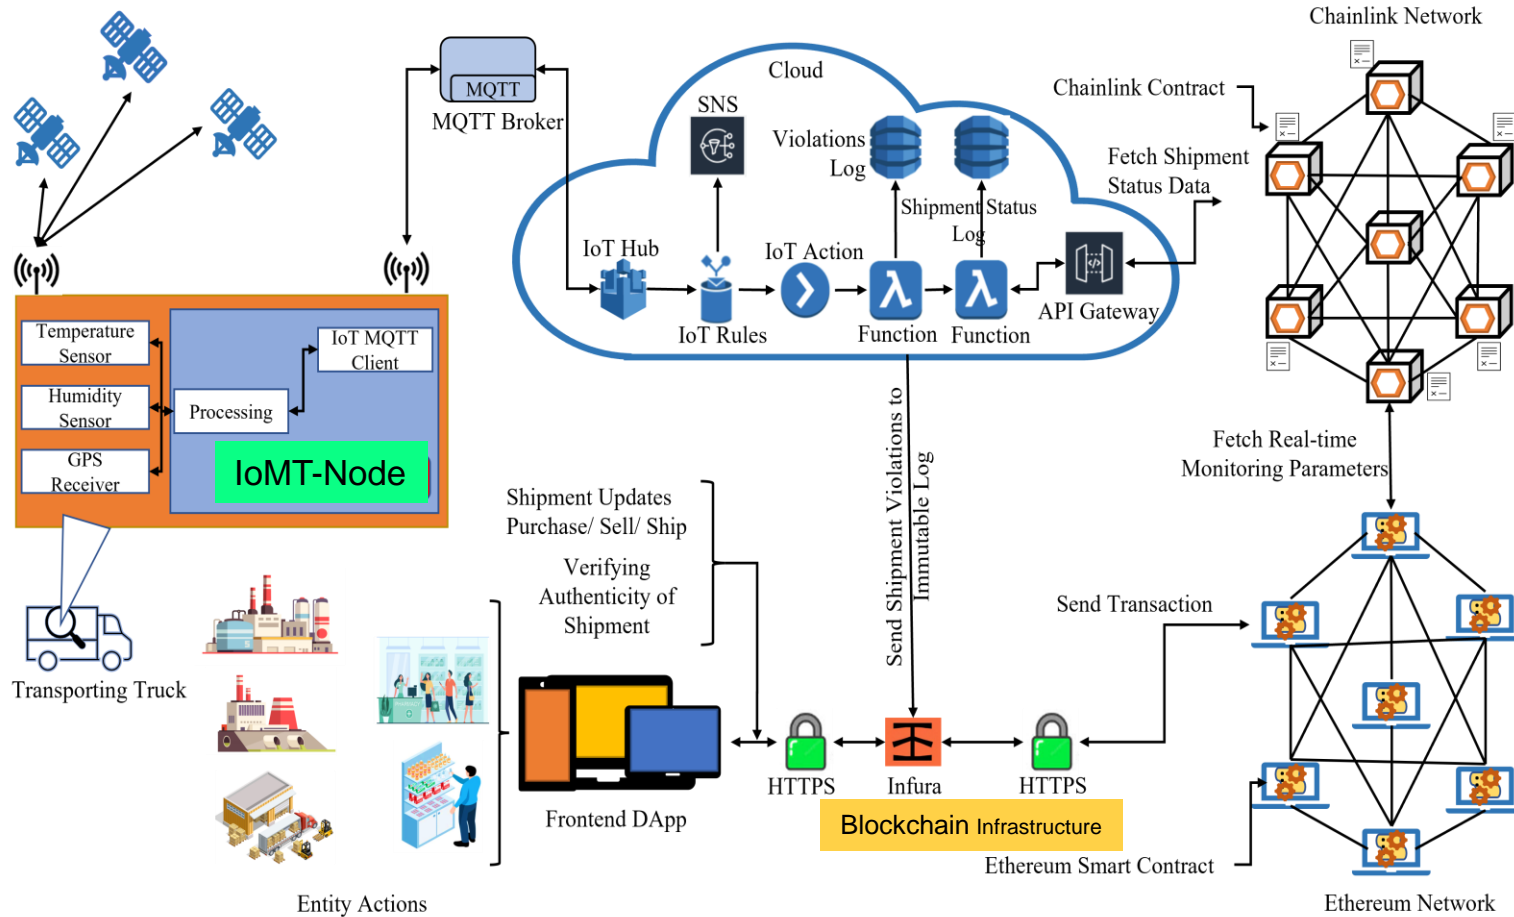 Chainlink Network
Cloud
MQTT
MQTT Broker
SNS
Violations
Log
Chainlink Contract
Fetch Shipment
Status Data
Shipment Status
Log
IoT Hub
IoT Action
API Gateway
IoT Rules
Function
Function
Temperature
Sensor
IoT MQTT
Client
Humidity
Sensor
Processing
GPS
Receiver
IoMT-Node
Fetch Real-time
Monitoring Parameters
Send Shipment Violations to
Immutable Log
Shipment Updates
Purchase/ Sell/ Ship
Verifying
Authenticity of
Shipment
Send Transaction
Transporting Truck
PHARMACY
HTTPS
Infura
HTTPS
Frontend DApp
Blockchain Infrastructure
Ethereum Smart Contract
Entity Actions
Ethereum Network